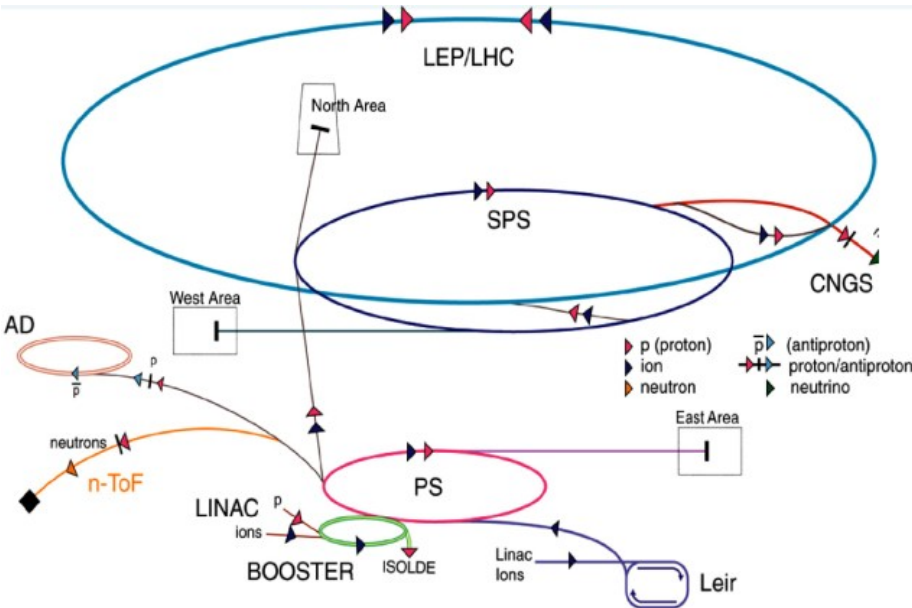 LEP/LHC
North Area
SPS
CNGS
West Area
AD
p
p̅
p (proton)
ion
neutron
p̅ (antiproton)
proton/antiproton
neutrino
neutrons
n-ToF
East Area
PS
LINAC
p
ions
BOOSTER
ISOLDE
Linac
Ions
Leir